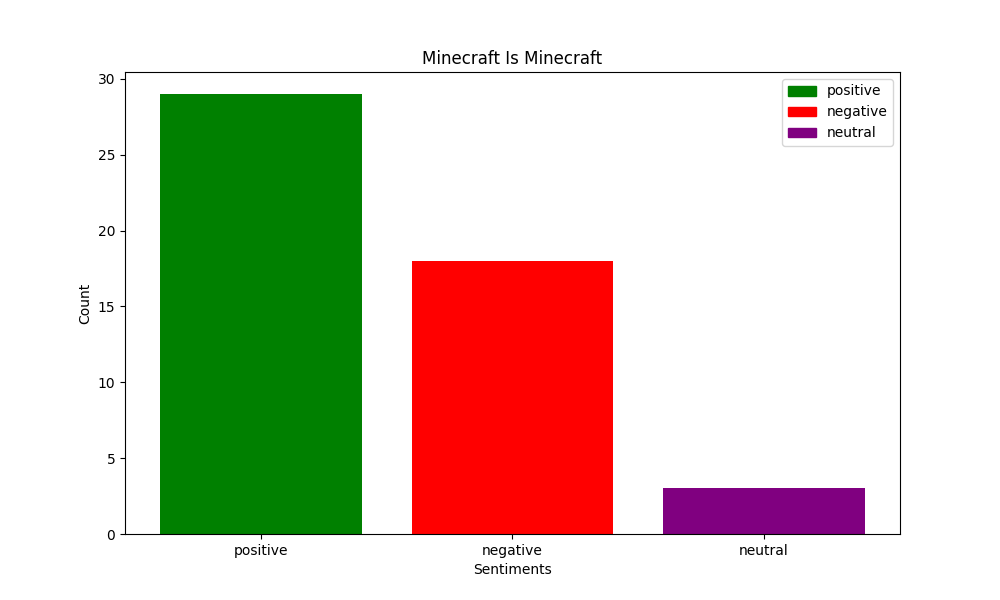 Minecraft Is Minecraft
30
25
20
15
10
5
0
Count
positive
negative
neutral
positive negative neutral
Sentiments